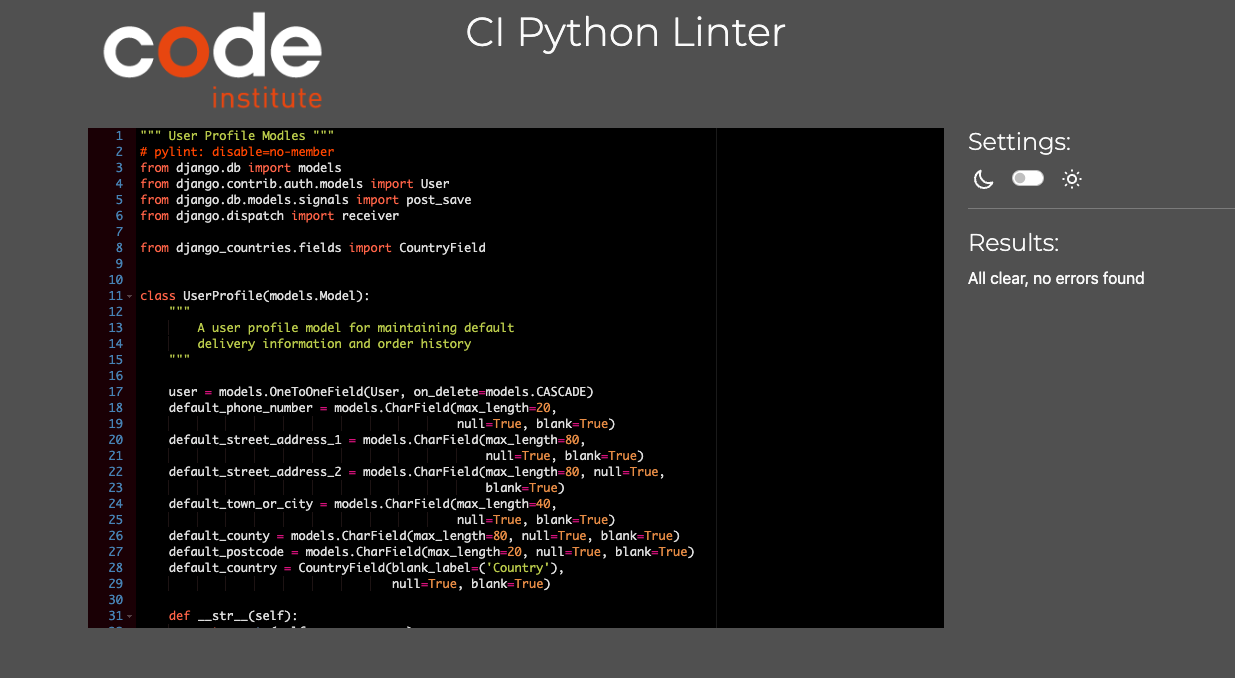 code
institute
CI Python Linter
1 """ User Profile Modles """
2 # pylint: disable=no-member
3 from django.db import models
4 from django.contrib.auth.models import User
5 from django.db.models.signals import post_save
6 from django.dispatch import receiver
7
8 from django_countries.fields import CountryField
9
10
11 class UserProfile(models.Model):
12     """
13         A user profile model for maintaining default
14         delivery information and order history
15     """
16
17     user = models.OneToOneField(User, on_delete=models.CASCADE)
18     default_phone_number = models.CharField(max_length=20,
19                                             null=True, blank=True)
20     default_street_address_1 = models.CharField(max_length=80,
21                                                 null=True, blank=True)
22     default_street_address_2 = models.CharField(max_length=80, null=True,
23                                                 blank=True)
24     default_town_or_city = models.CharField(max_length=40,
25                                             null=True, blank=True)
26     default_county = models.CharField(max_length=80, null=True, blank=True)
27     default_postcode = models.CharField(max_length=20, null=True, blank=True)
28     default_country = CountryField(blank_label=('Country'),
29                                    null=True, blank=True)
30
31     def __str__(self):
Settings:
Results:
All clear, no errors found